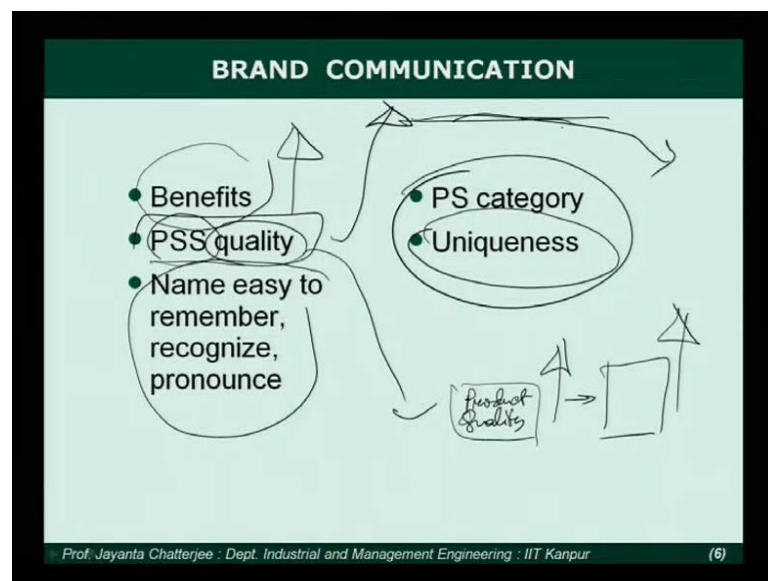 BRAND COMMUNICATION
• Benefits
• PSS quality
• Name easy to
remember,
recognize,
pronounce
• PS category
• Uniqueness
Product
Quality
Prof. Jayanta Chatterjee : Dept. Industrial and Management Engineering : IIT Kanpur
(6)